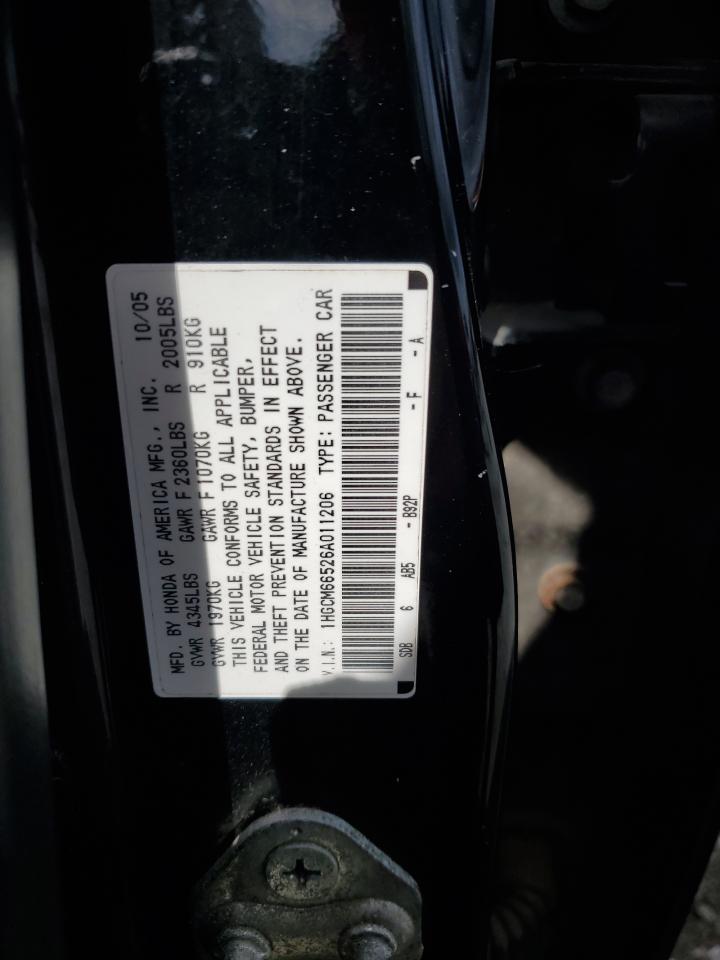 MFD. BY HONDA OF AMERICA MFG., INC. 10/05
GVWR 4345LBS GAWR F 2360LBS R 2005LBS
GVWR 1970KG GAWR F 1070KG R 910KG
THIS VEHICLE CONFORMS TO ALL APPLICABLE
FEDERAL MOTOR VEHICLE SAFETY, BUMPER,
AND THEFT PREVENTION STANDARDS IN EFFECT
ON THE DATE OF MANUFACTURE SHOWN ABOVE.
V.I.N.: 1HGCM66526A011206 TYPE: PASSENGER CAR
SDB 6 AB5 - B92P - F - A